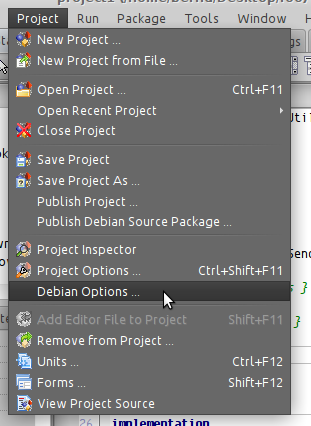 Project Run Package Tools Window
New Project ...
New Project from File ...
Open Project ... Ctrl+F11
Open Recent Project
Close Project
Save Project
Save Project As ...
Publish Project ...
Publish Debian Source Package ...
Project Inspector
Project Options ... Ctrl+Shift+F11
Debian Options ...
Add Editor File to Project Shift+F11
Remove from Project ...
Units ... Ctrl+F12
Forms ... Shift+F12
View Project Source
26 implementation